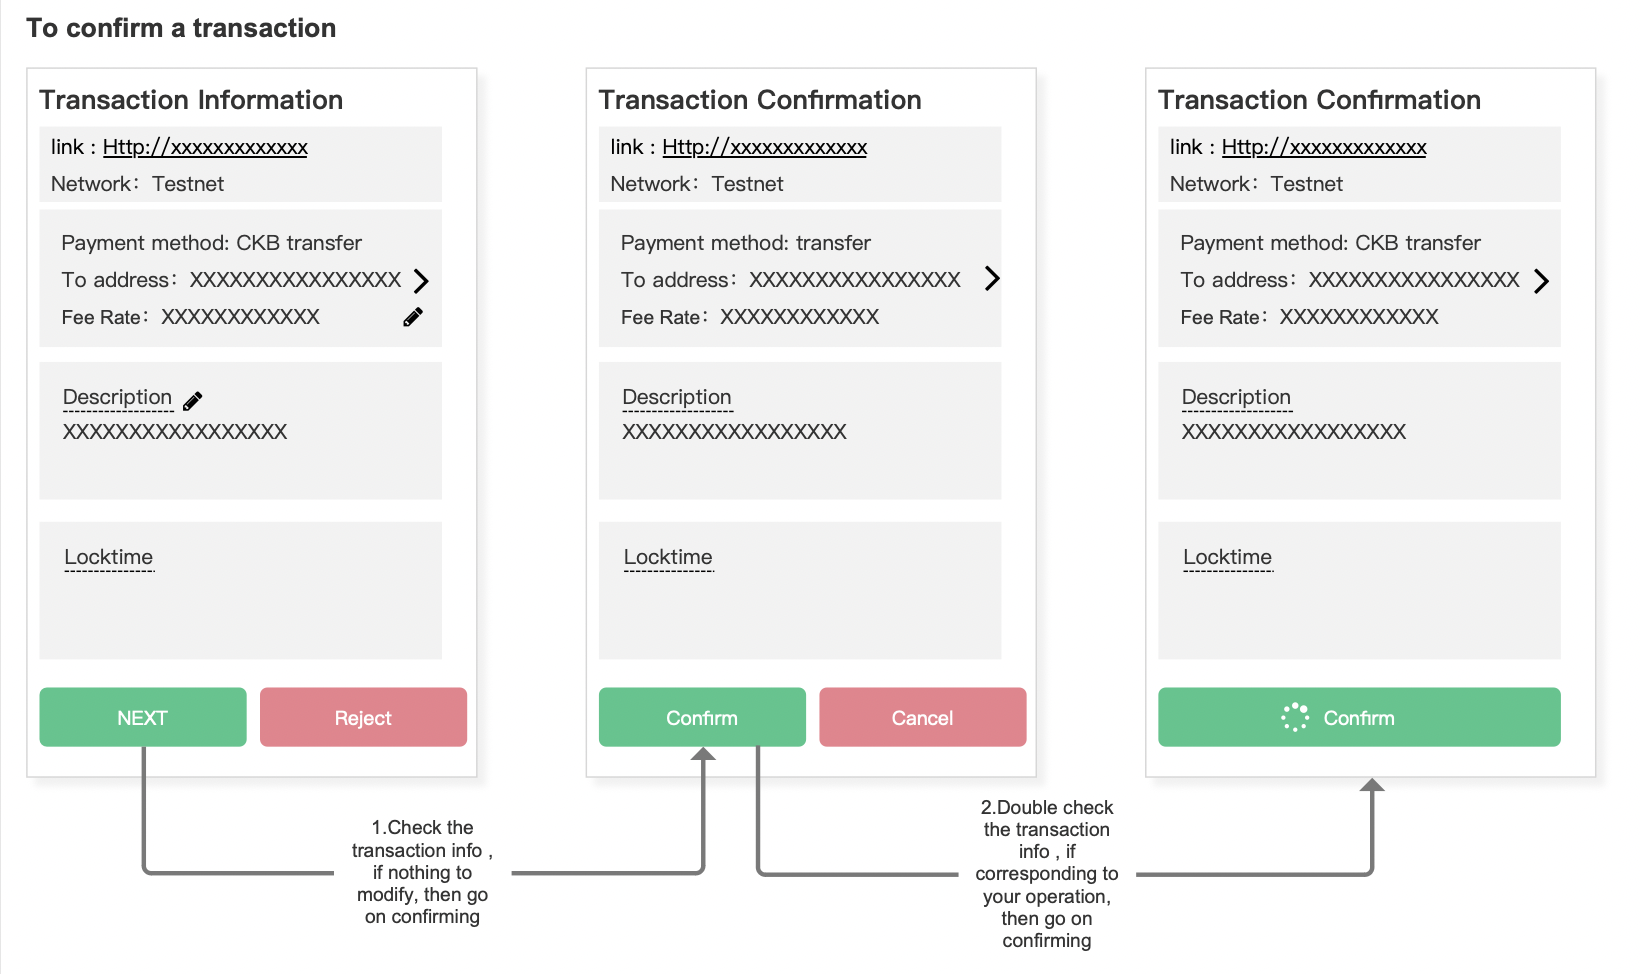 To confirm a transaction
Transaction Information
link : Http://xxxxxxxxxxxxx
Network：Testnet
Payment method: CKB transfer
To address：XXXXXXXXXXXXXXXX
Fee Rate：XXXXXXXXXXXX
Description
XXXXXXXXXXXXXXXXX
Locktime
NEXT
Reject
Transaction Confirmation
link : Http://xxxxxxxxxxxxx
Network：Testnet
Payment method: transfer
To address：XXXXXXXXXXXXXXXX
Fee Rate：XXXXXXXXXXXX
Description
XXXXXXXXXXXXXXXXX
Locktime
Confirm
Cancel
Transaction Confirmation
link : Http://xxxxxxxxxxxxx
Network：Testnet
Payment method: CKB transfer
To address：XXXXXXXXXXXXXXXX
Fee Rate：XXXXXXXXXXXX
Description
XXXXXXXXXXXXXXXXX
Locktime
Confirm
1.Check the
transaction info ,
if nothing to
modify, then go
on confirming
2.Double check
the transaction
info , if
corresponding to
your operation,
then go on
confirming